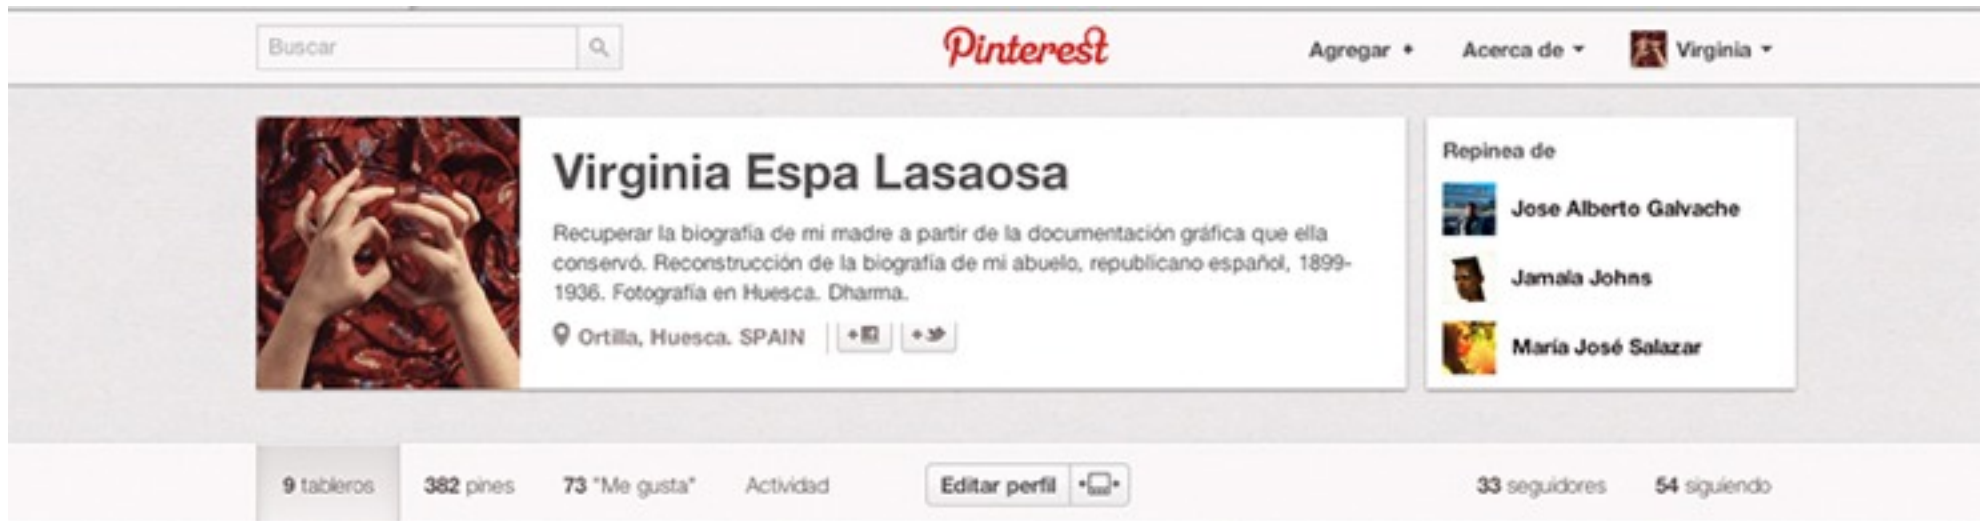 Buscar
Pinterest
Agregar +
Acerca de
Virginia
Virginia Espa Lasaosa
Recuperar la biografía de mi madre a partir de la documentación gráfica que ella
conservó. Reconstrucción de la biografía de mi abuelo, republicano español, 1899-
1936. Fotografía en Huesca. Dharma.
Ortilla, Huesca. SPAIN
Repinea de
Jose Alberto Galvache
Jamala Johns
María José Salazar
9 tableros
382 pines
73 "Me gusta"
Actividad
Editar perfil
33 seguidores
54 siguiendo